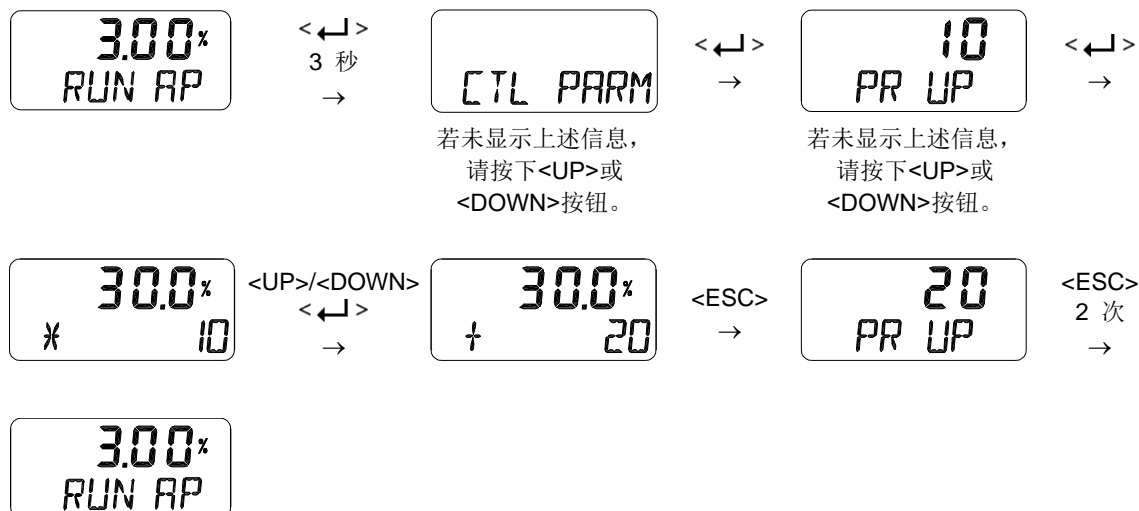 3.00%
RUN AP
<↵>
3 秒
→
CTL PARM
若未显示上述信息，
请按下<UP>或
<DOWN>按钮。
<↵>
→
10
PR UP
若未显示上述信息，
请按下<UP>或
<DOWN>按钮。
<↵>
→
30.0%
* 10
<UP>/<DOWN>
<↵>
→
30.0%
+ 20
<ESC>
→
20
PR UP
<ESC>
2 次
→
3.00%
RUN AP